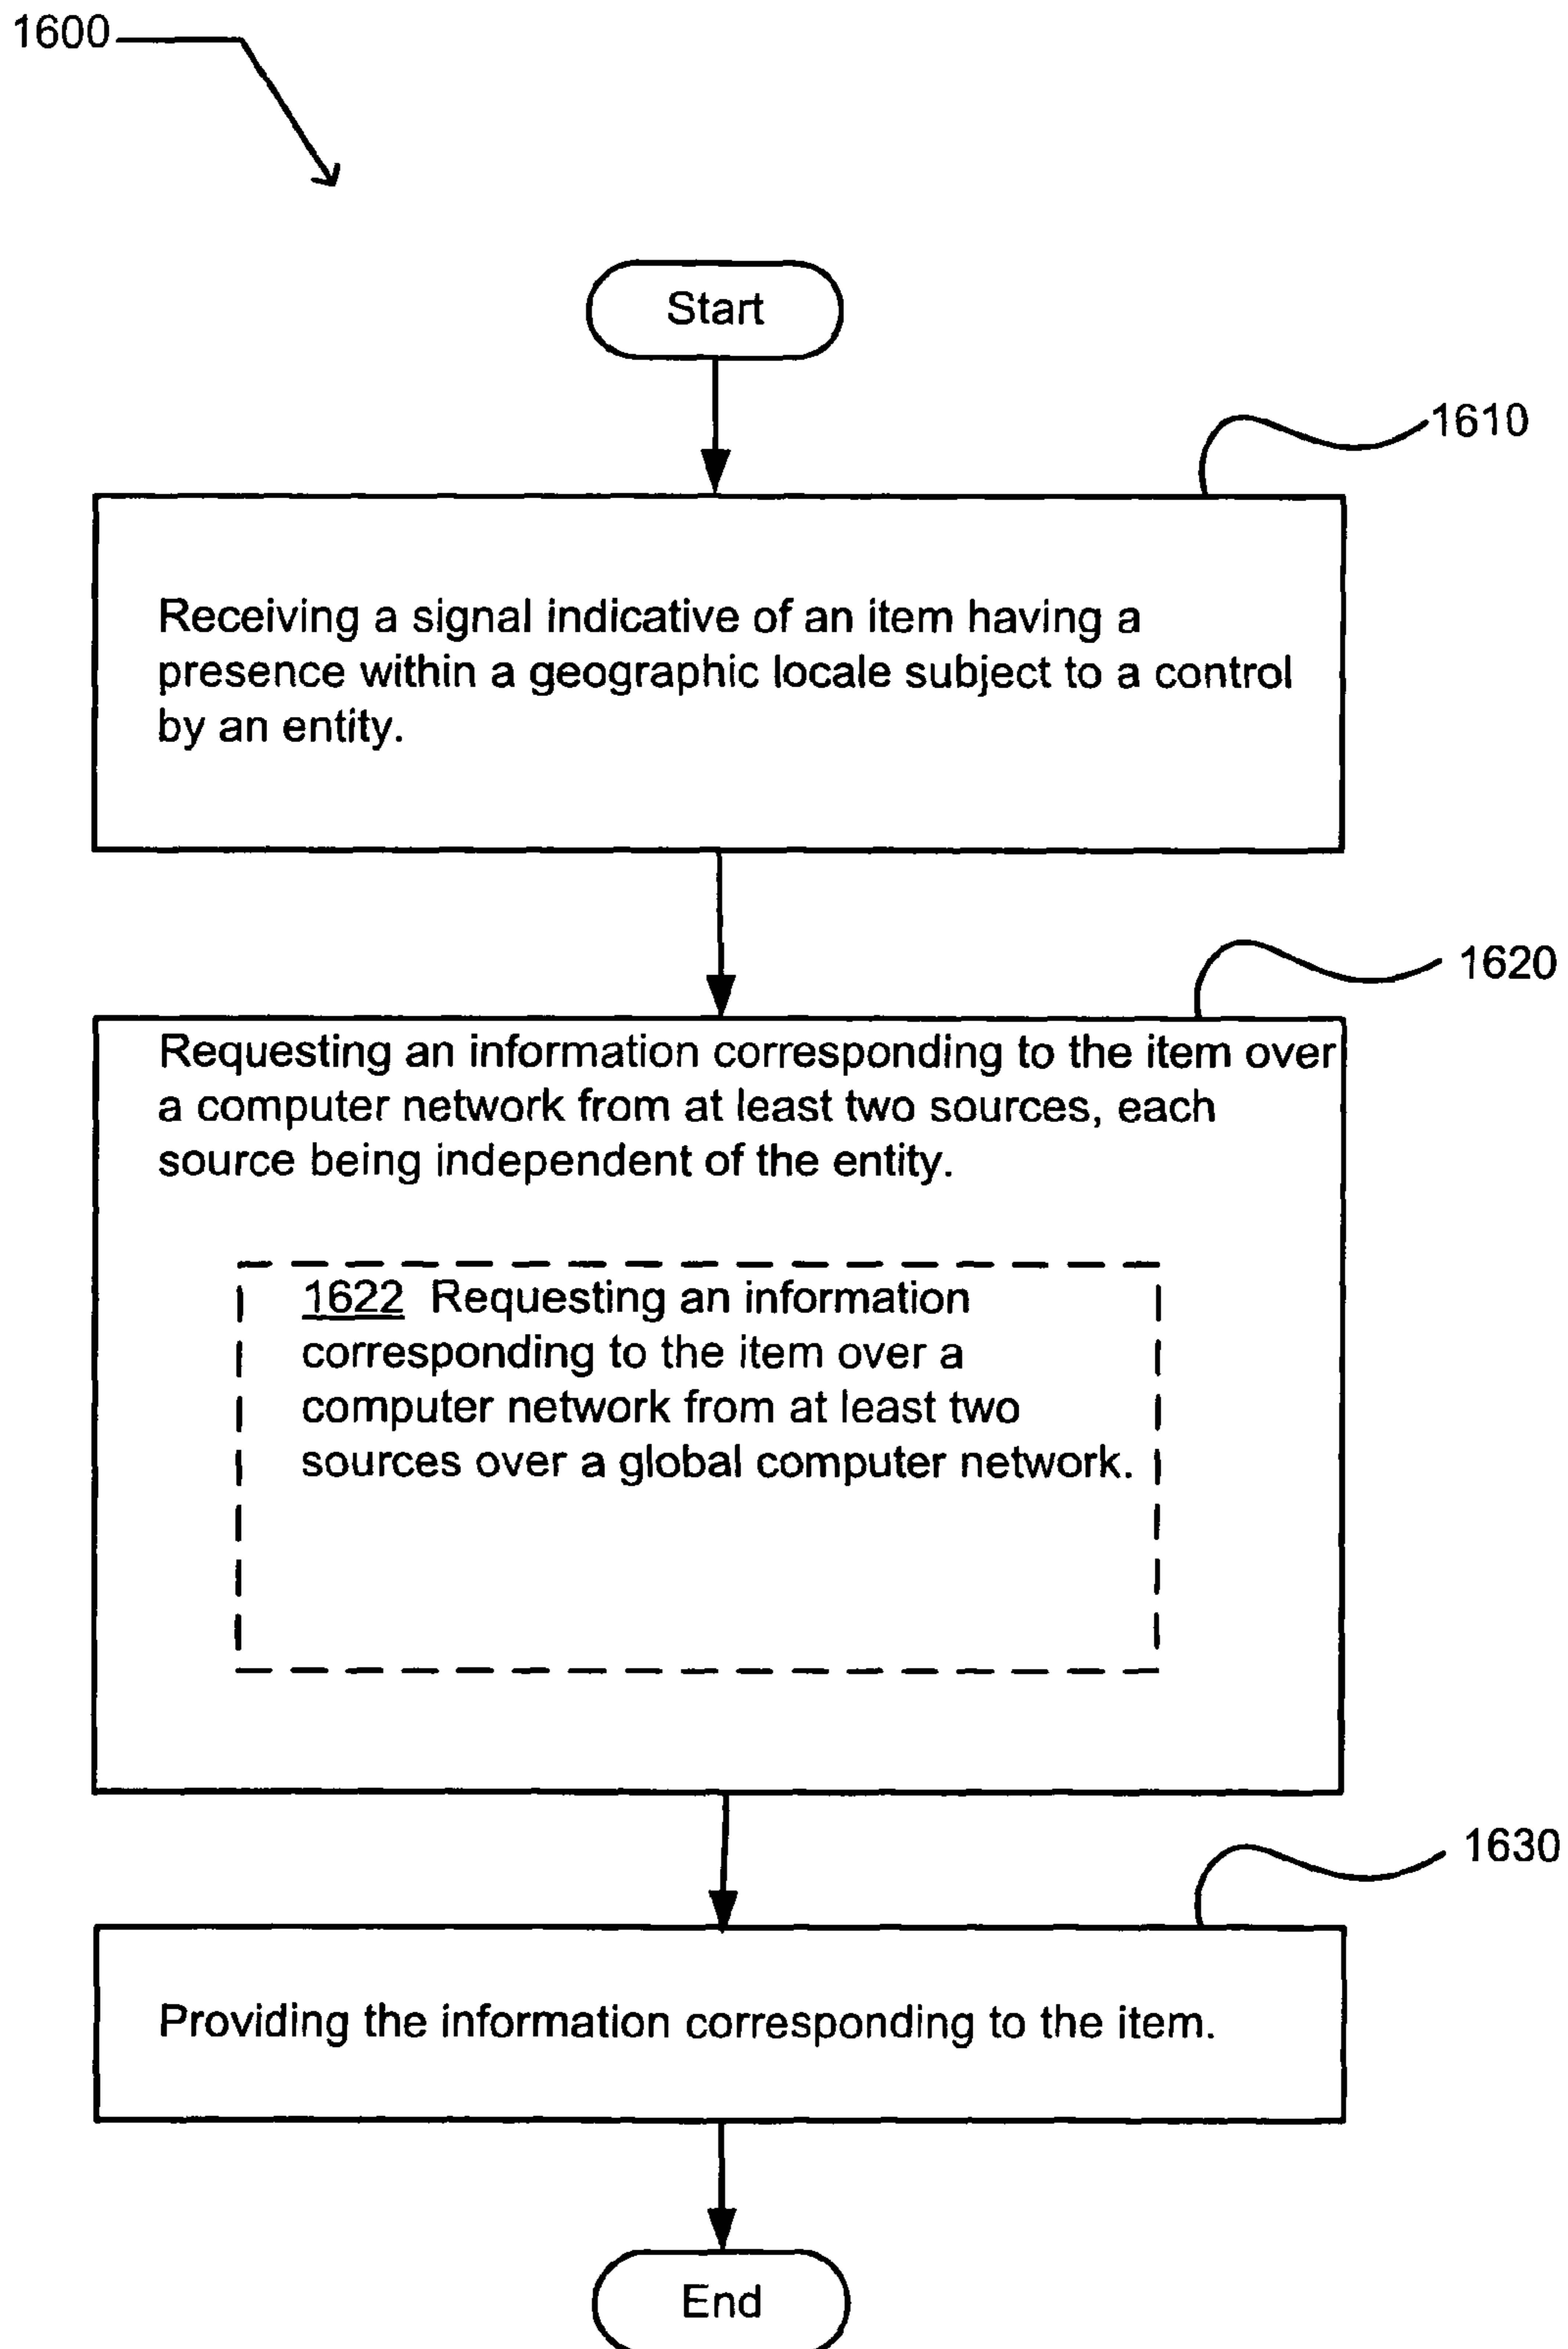 1600
Start
1610
Receiving a signal indicative of an item having a
presence within a geographic locale subject to a control
by an entity.
1620
Requesting an information corresponding to the item over
a computer network from at least two sources, each
source being independent of the entity.
1622 Requesting an information
corresponding to the item over a
computer network from at least two
sources over a global computer network.
1630
Providing the information corresponding to the item.
End